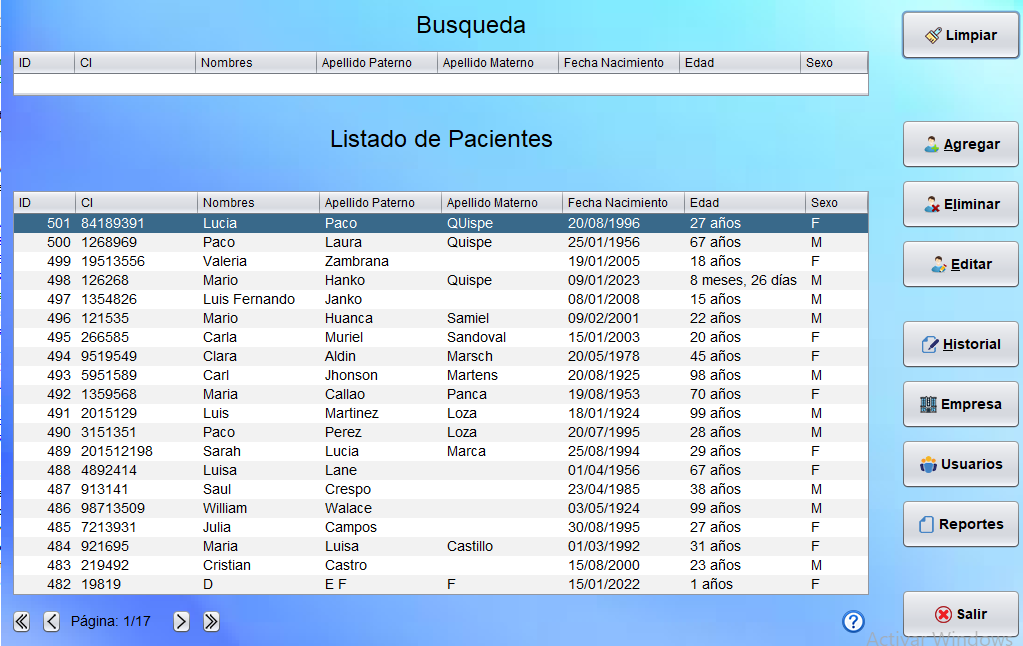 Busqueda
Limpiar
ID CI Nombres Apellido Paterno Apellido Materno Fecha Nacimiento Edad Sexo
Listado de Pacientes
Agregar
Eliminar
Editar
Historial
Empresa
Usuarios
Reportes
Salir
ID CI Nombres Apellido Paterno Apellido Materno Fecha Nacimiento Edad Sexo
501 84189391 Lucia Paco QUispe 20/08/1996 27 años F
500 1268969 Paco Laura Quispe 25/01/1956 67 años M
499 19513556 Valeria Zambrana 19/01/2005 18 años F
498 126268 Mario Hanko Quispe 09/01/2023 8 meses, 26 días M
497 1354826 Luis Fernando Janko 08/01/2008 15 años M
496 121535 Mario Huanca Samiel 09/02/2001 22 años M
495 266585 Carla Muriel Sandoval 15/01/2003 20 años F
494 9519549 Clara Aldin Marsch 20/05/1978 45 años F
493 5951589 Carl Jhonson Martens 20/08/1925 98 años M
492 1359568 Maria Callao Panca 19/08/1953 70 años F
491 2015129 Luis Martinez Loza 18/01/1924 99 años M
490 3151351 Paco Perez Loza 20/07/1995 28 años M
489 201512198 Sarah Lucia Marca 25/08/1994 29 años F
488 4892414 Luisa Lane 01/04/1956 67 años F
487 913141 Saul Crespo 23/04/1985 38 años M
486 98713509 William Walace 03/05/1924 99 años M
485 7213931 Julia Campos 30/08/1995 27 años F
484 921695 Maria Luisa Castillo 01/03/1992 31 años F
483 219492 Cristian Castro 15/08/2000 23 años M
482 19819 D E F F 15/01/2022 1 años F
Página: 1/17
Activar Windows